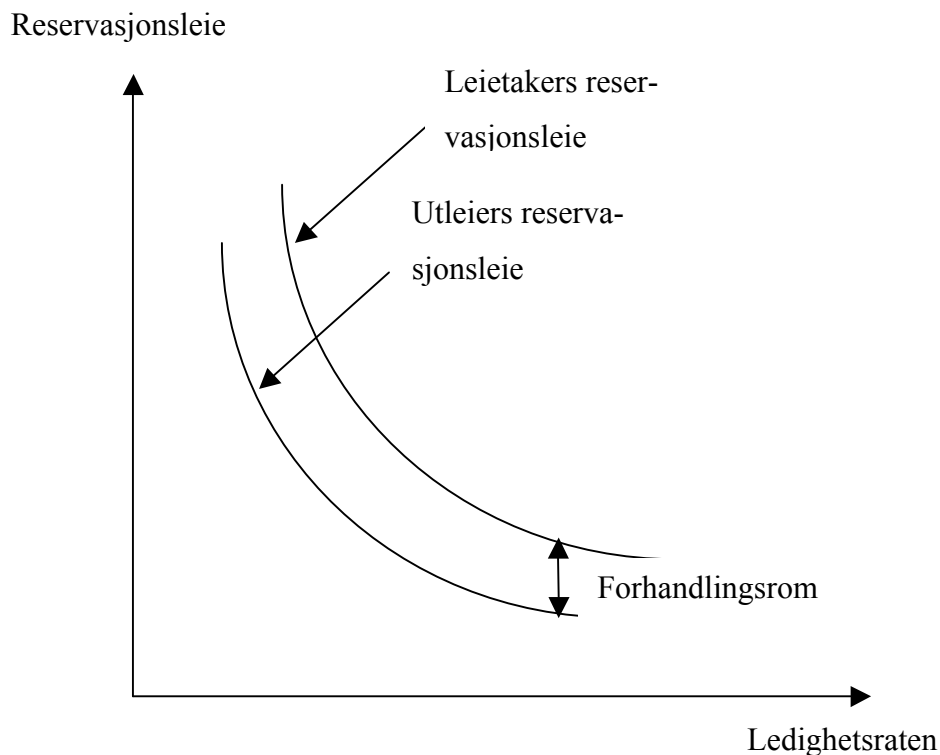 Reservasjonsleie
Leietakers reser-
vasjonsleie
Utleiers reserva-
sjonsleie
Forhandlingsrom
Ledighetsraten